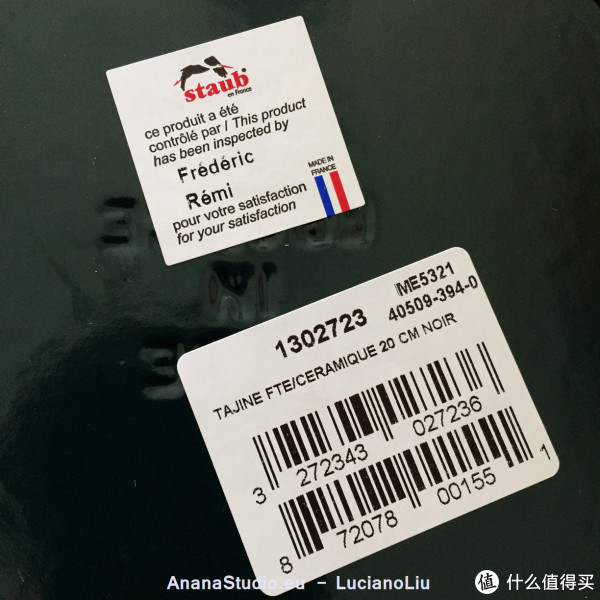 staub
en France
ce produit a été
contrôlé par / This product
has been inspected by
Frédéric
Rémi
MADE IN
FRANCE
pour votre satisfaction
for your satisfaction
1302723
ME5321
40509-394-0
TAJINE FTE/CERAMIQUE 20 CM NOIR
3 272343 027236
8 72078 00155 1
AnanaStudio.eu – LucianoLiu
值 什么值得买